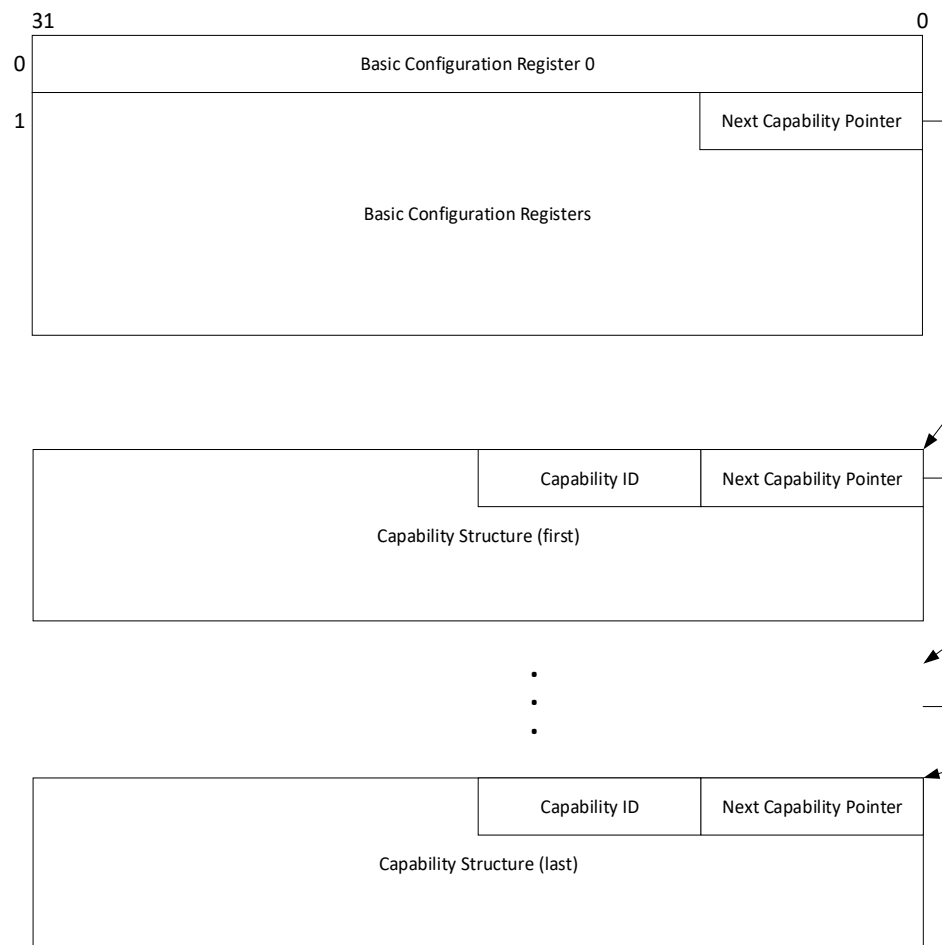 31 0
0 Basic Configuration Register 0
1 Next Capability Pointer
Basic Configuration Registers
Capability ID Next Capability Pointer
Capability Structure (first)
Capability ID Next Capability Pointer
Capability Structure (last)